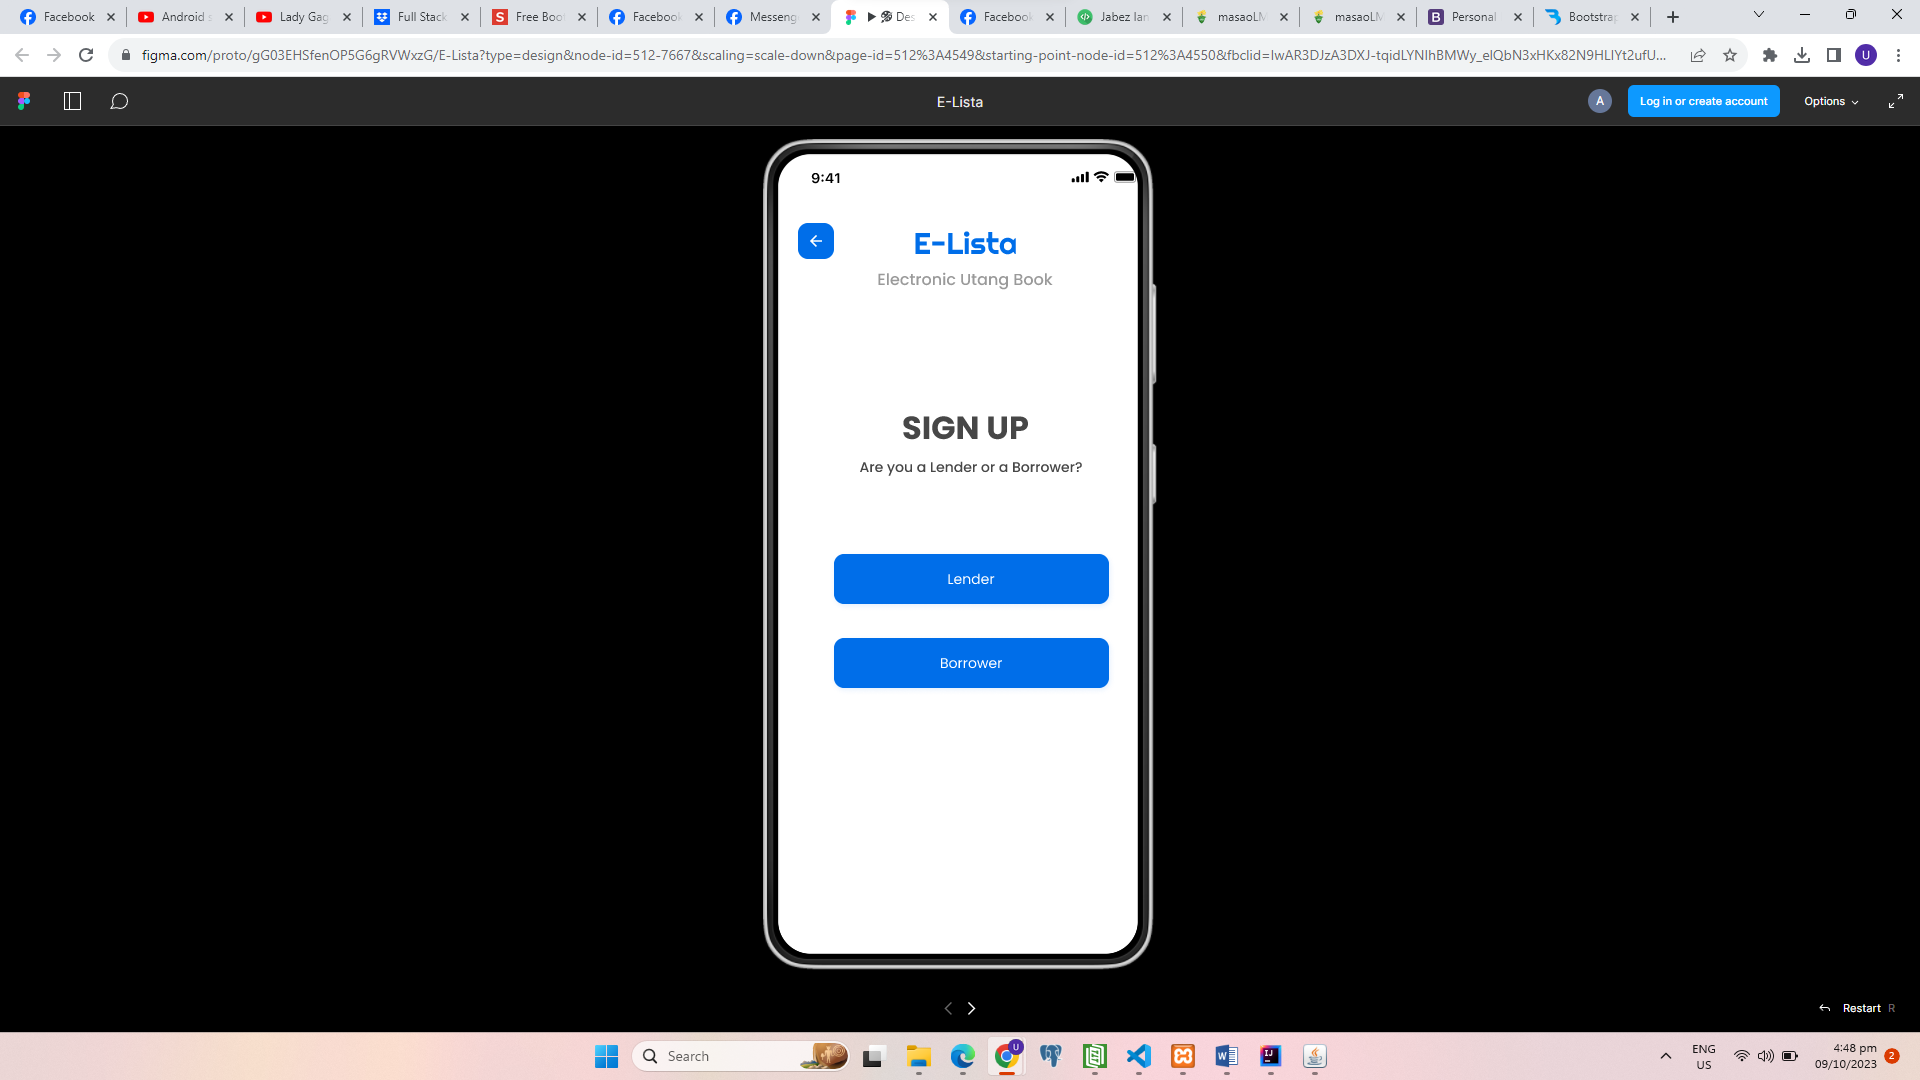 Facebook
Android s
Lady Gag
Full Stack
Free Boo
Facebook
Messeng
Des
Facebook
Jabez Ian
masaoLM
masaoLM
Personal
Bootstrap
figma.com/proto/gG03EHSfenOP5G6gRVWxzG/E-Lista?type=design&node-id=512-7667&scaling=scale-down&page-id=512%3A4549&starting-point-node-id=512%3A4550&fbclid=IwAR3DJzA3DXJ-tqidLYNIhBMWy_elQbN3xHKx82N9HLlYt2ufU...
U
E-Lista
A
Log in or create account
Options
9:41
E-Lista
Electronic Utang Book
SIGN UP
Are you a Lender or a Borrower?
Lender
Borrower
Restart R
Search
U
ENG
US
4:48 pm
09/10/2023
2